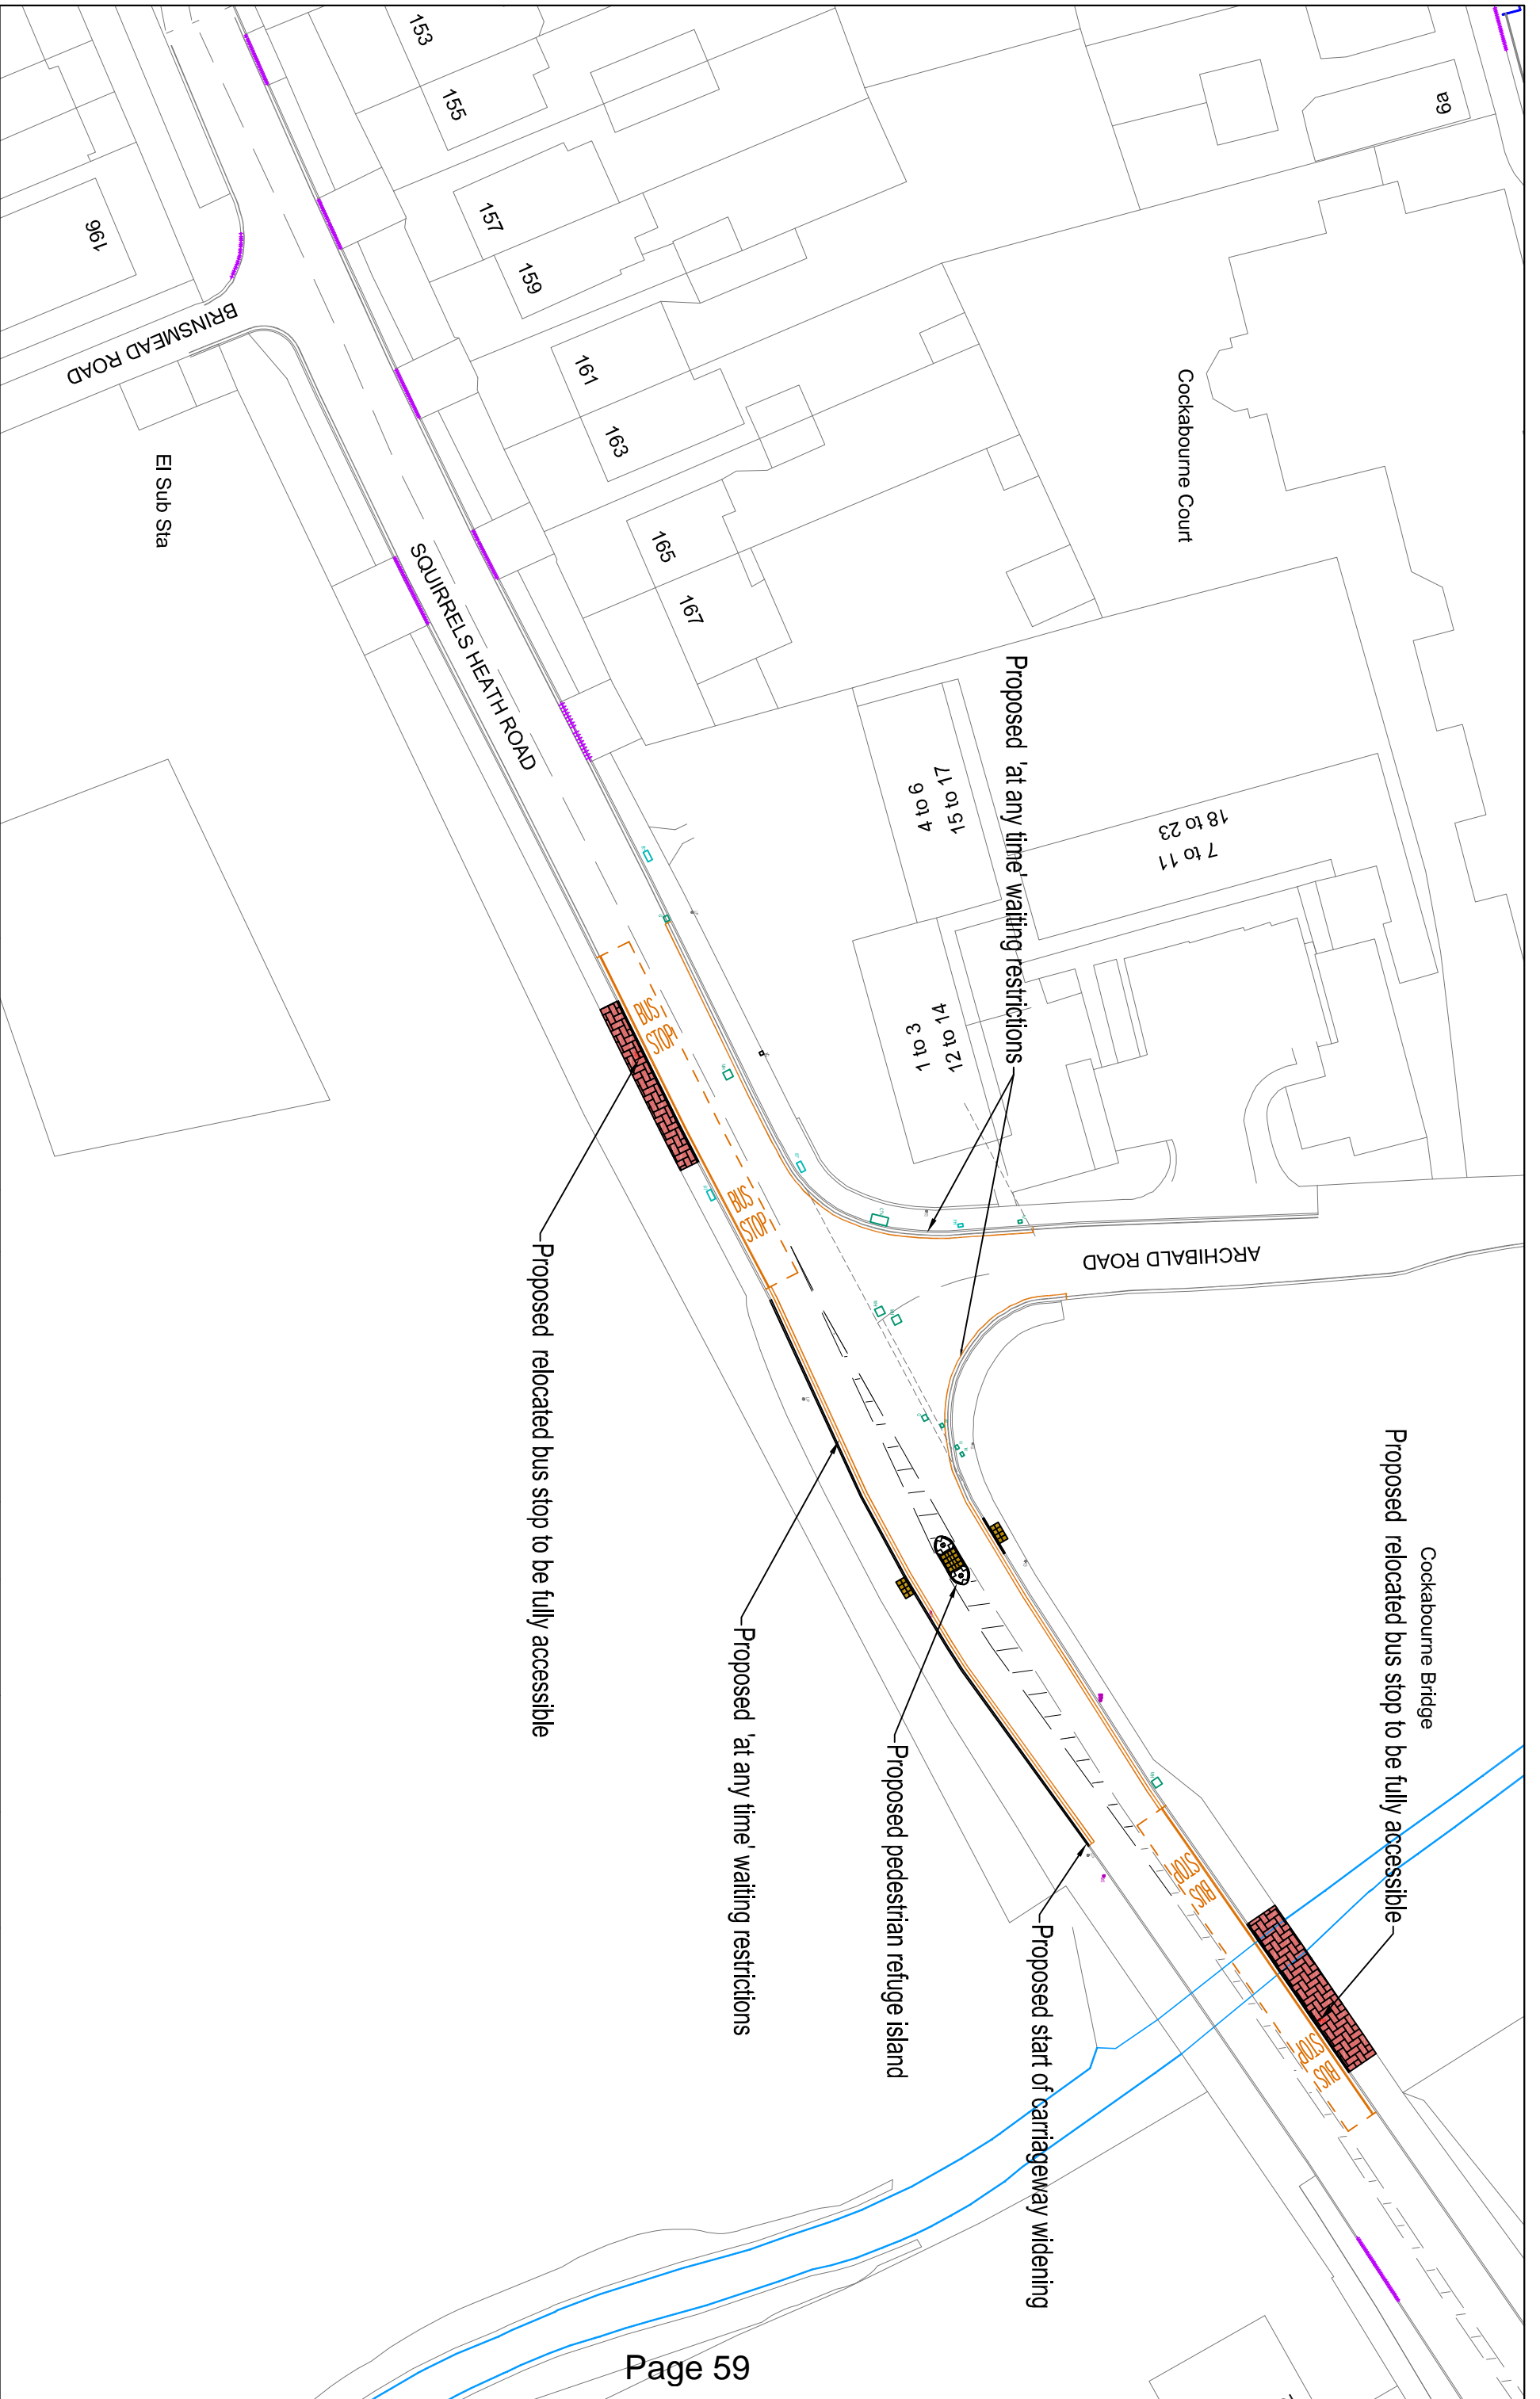 153
155
157
159
161
163
165
167
196
6a
BRINSMEAD ROAD
El Sub Sta
SQUIRRELS HEATH ROAD
Cockabourne Court
Proposed 'at any time' waiting restrictions
15 to 17
4 to 6
18 to 23
7 to 11
12 to 14
1 to 3
ARCHIBALD ROAD
BUS
STOP
BUS
STOP
Proposed relocated bus stop to be fully accessible
Cockabourne Bridge
Proposed relocated bus stop to be fully accessible
BUS
STOP
BUS
STOP
Proposed 'at any time' waiting restrictions
Proposed pedestrian refuge island
Proposed start of carriageway widening
Page 59